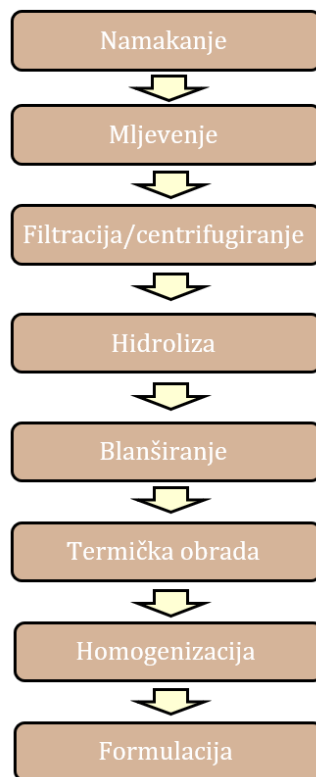 Namakanje
Mljevenje
Filtracija/centrifugiranje
Hidroliza
Blanširanje
Termička obrada
Homogenizacija
Formulacija